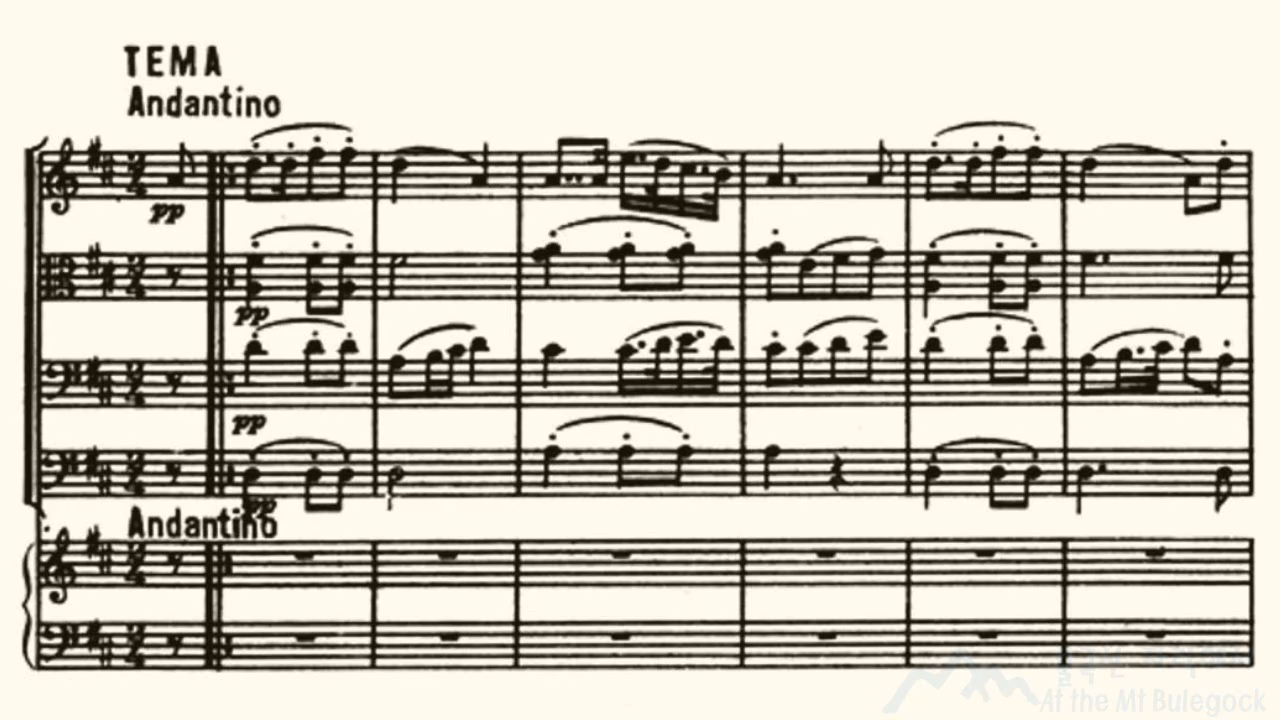 TEMA
Andantino
pp
pp
pp
pp
Andantino
At the Mt Bulegock